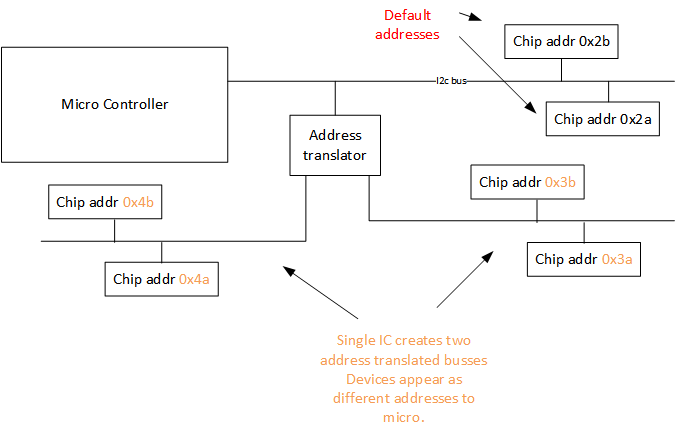 Default
addresses
Chip addr 0x2b
I2c bus
Micro Controller
Chip addr 0x2a
Address
translator
Chip addr 0x3b
Chip addr 0x4b
Chip addr 0x3a
Chip addr 0x4a
Single IC creates two
address translated busses
Devices appear as
different addresses to
micro.